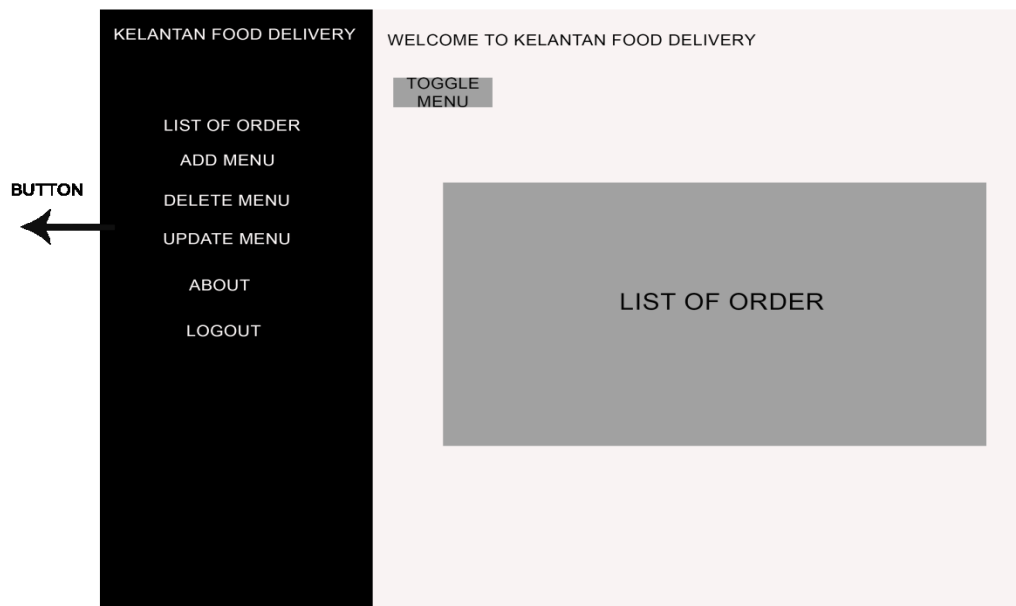 KELANTAN FOOD DELIVERY
LIST OF ORDER
ADD MENU
BUTTON
DELETE MENU
UPDATE MENU
ABOUT
LOGOUT
WELCOME TO KELANTAN FOOD DELIVERY
TOGGLE
MENU
LIST OF ORDER